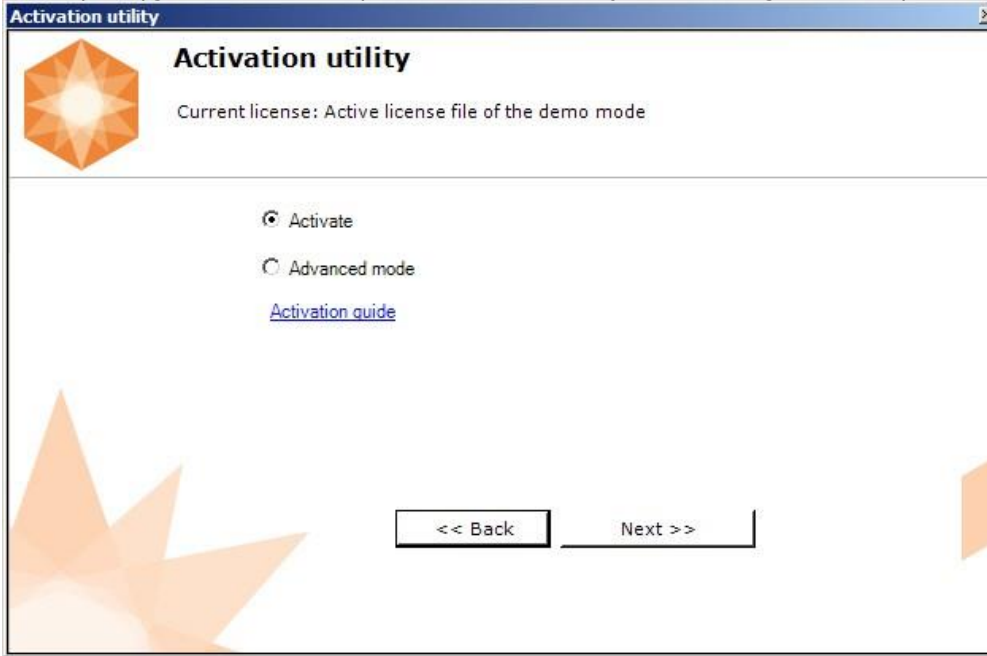 Activation utility
Activation utility
Current license: Active license file of the demo mode
Activate
Advanced mode
Activation guide
<< Back
Next >>